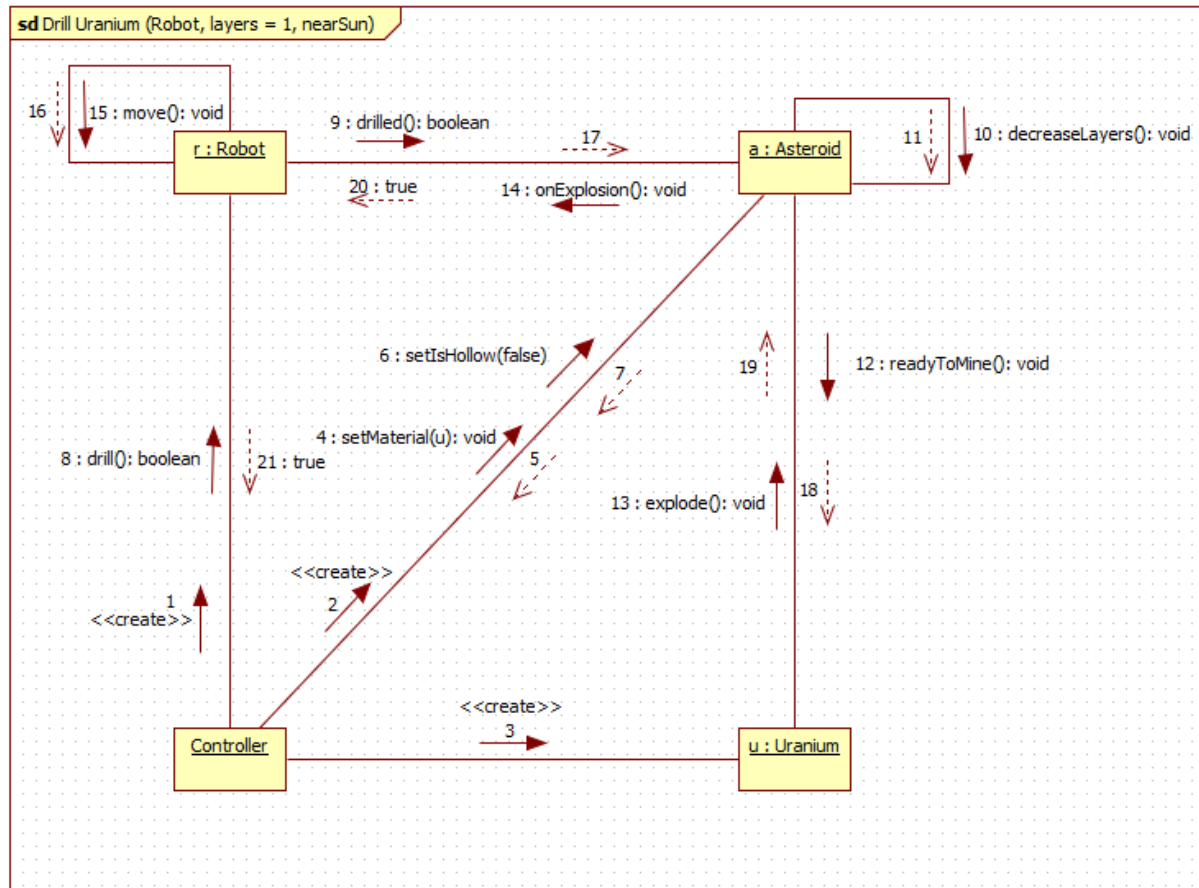 sd Drill Uranium (Robot, layers = 1, nearSun)
16
15 : move(): void
9 : drilled(): boolean
17
11
10 : decreaseLayers(): void
r : Robot
a : Asteroid
20 : true
14 : onExplosion(): void
6 : setIsHollow(false)
7
19
12 : readyToMine(): void
4 : setMaterial(u): void
5
8 : drill(): boolean
21 : true
13 : explode(): void
18
<<create>>
2
1
<<create>>
<<create>>
3
Controller
u : Uranium